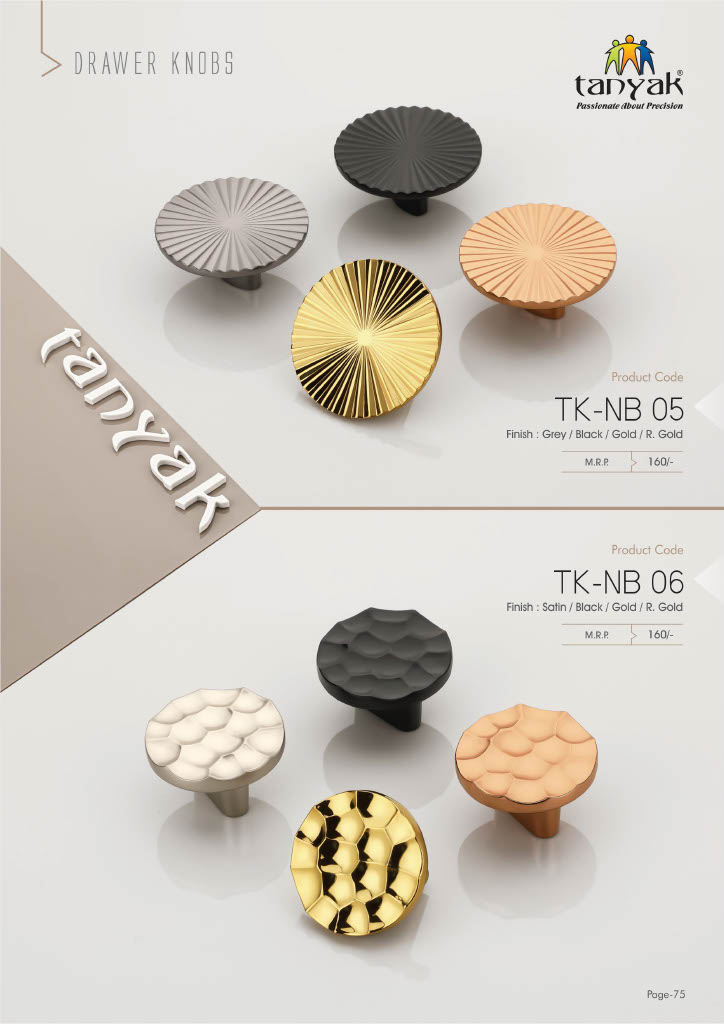 DRAWER KNOBS
tanyak®
Passionate About Precision
tanyak
Product Code
TK-NB 05
Finish : Grey / Black / Gold / R. Gold
M.R.P. 160/-
Product Code
TK-NB 06
Finish : Satin / Black / Gold / R. Gold
M.R.P. 160/-
Page-75